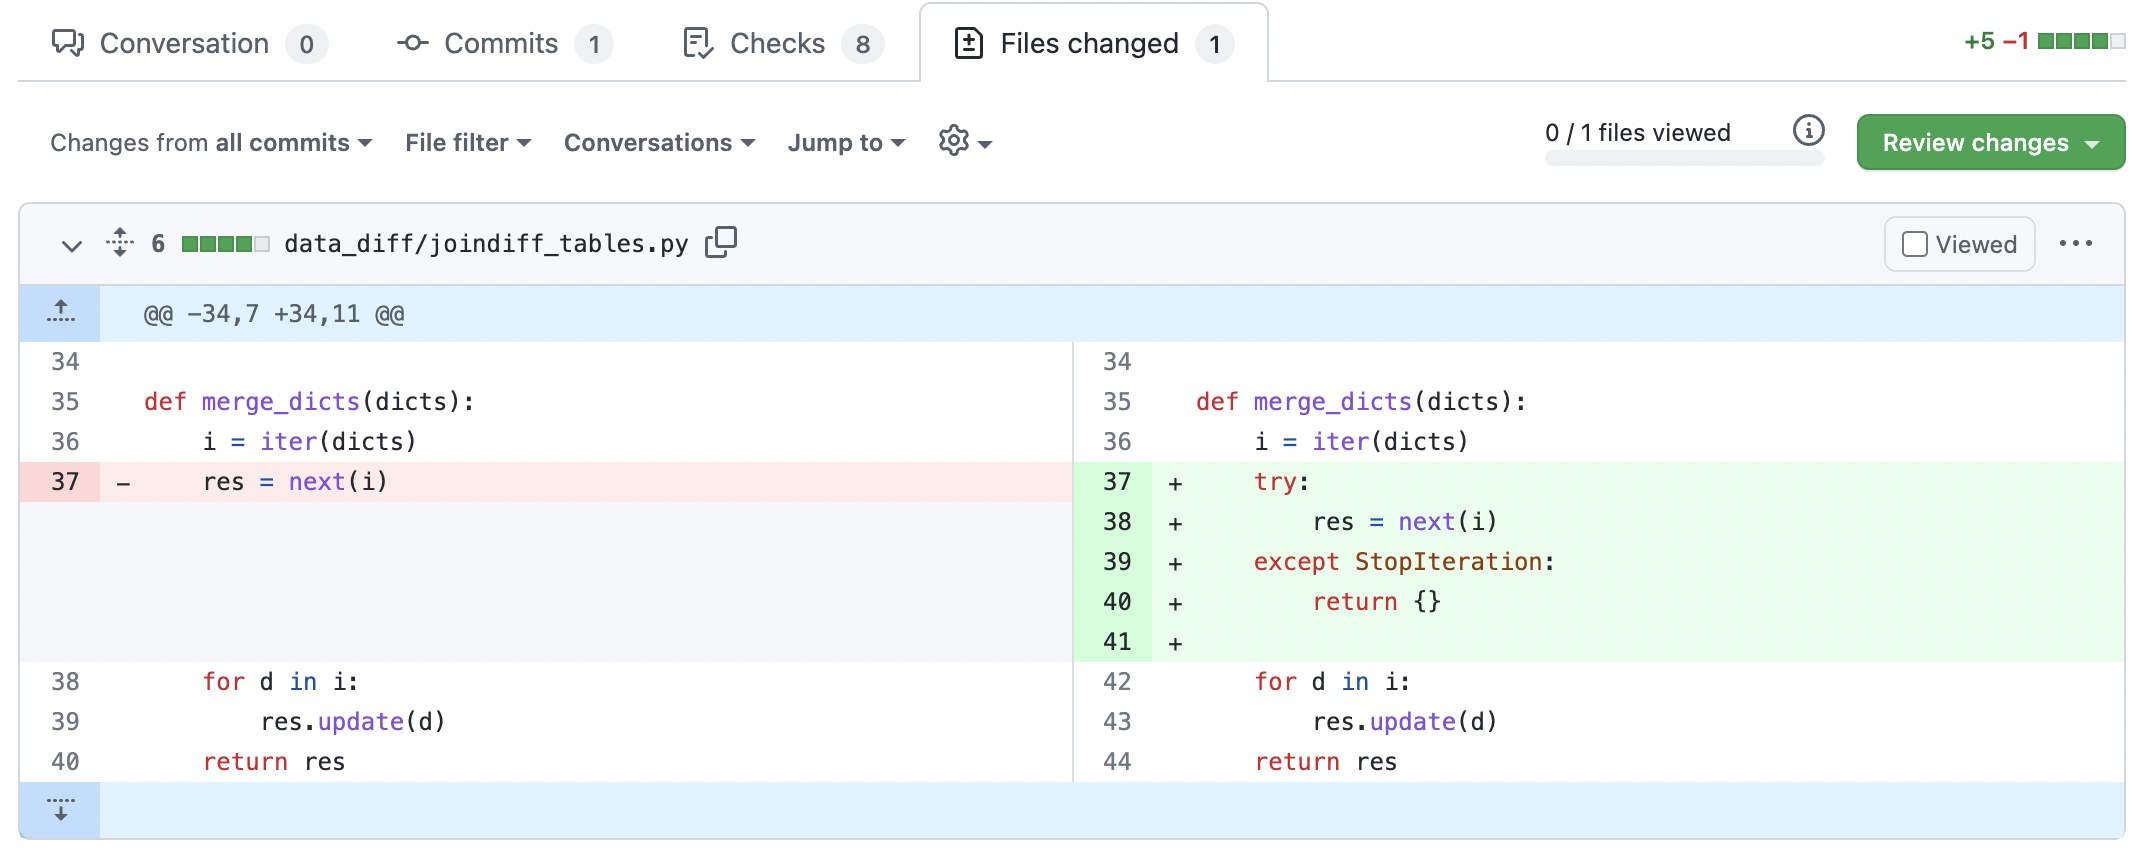 Conversation 0 Commits 1 Checks 8 Files changed 1 +5 −1
Changes from all commits File filter Conversations Jump to 0 / 1 files viewed Review changes
6 data_diff/joindiff_tables.py Viewed
@@ −34,7 +34,11 @@
34
35 def merge_dicts(dicts):
36     i = iter(dicts)
37 −     res = next(i)
38     for d in i:
39         res.update(d)
40     return res
34
35 def merge_dicts(dicts):
36     i = iter(dicts)
37 +     try:
38 +         res = next(i)
39 +     except StopIteration:
40 +         return {}
41 +
42     for d in i:
43         res.update(d)
44     return res